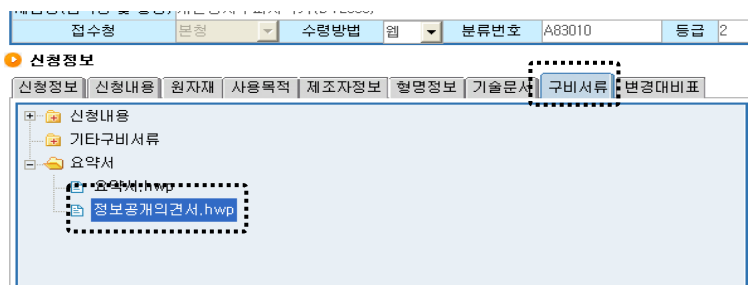 접수청 본청 수령방법 웹 분류번호 A83010 등급 2
신청정보
신청정보 신청내용 원자재 사용목적 제조자정보 형명정보 기술문서 구비서류 변경대비표
신청내용
기타구비서류
요약서
요약서.hwp
정보공개의견서.hwp